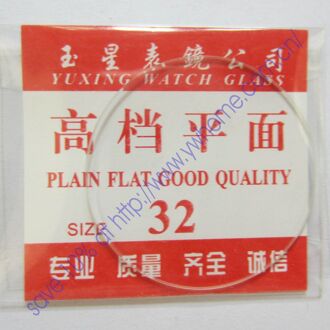 玉星表鏡公司
YUXING WATCH GLASS
高档平面
PLAIN FLAT GOOD QUALITY
SIZE 32
专业 质量 齐全 诚信